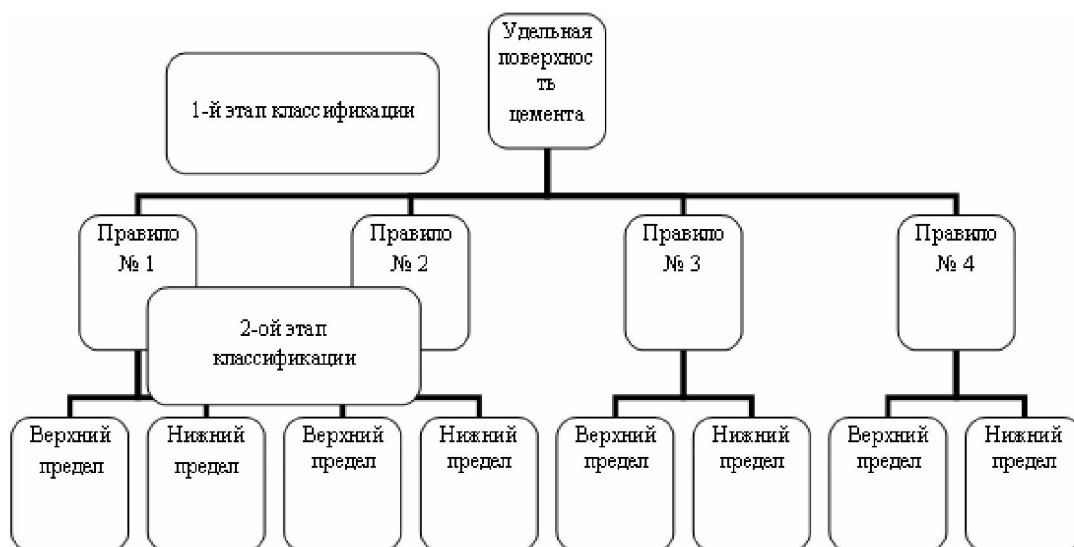 Удельная
поверхнос
ть
цемента
1-й этап классификации
Правило
№ 1
Правило
№ 2
Правило
№ 3
Правило
№ 4
2-ой этап
классификации
Верхний
предел
Нижний
предел
Верхний
предел
Нижний
предел
Верхний
предел
Нижний
предел
Верхний
предел
Нижний
предел